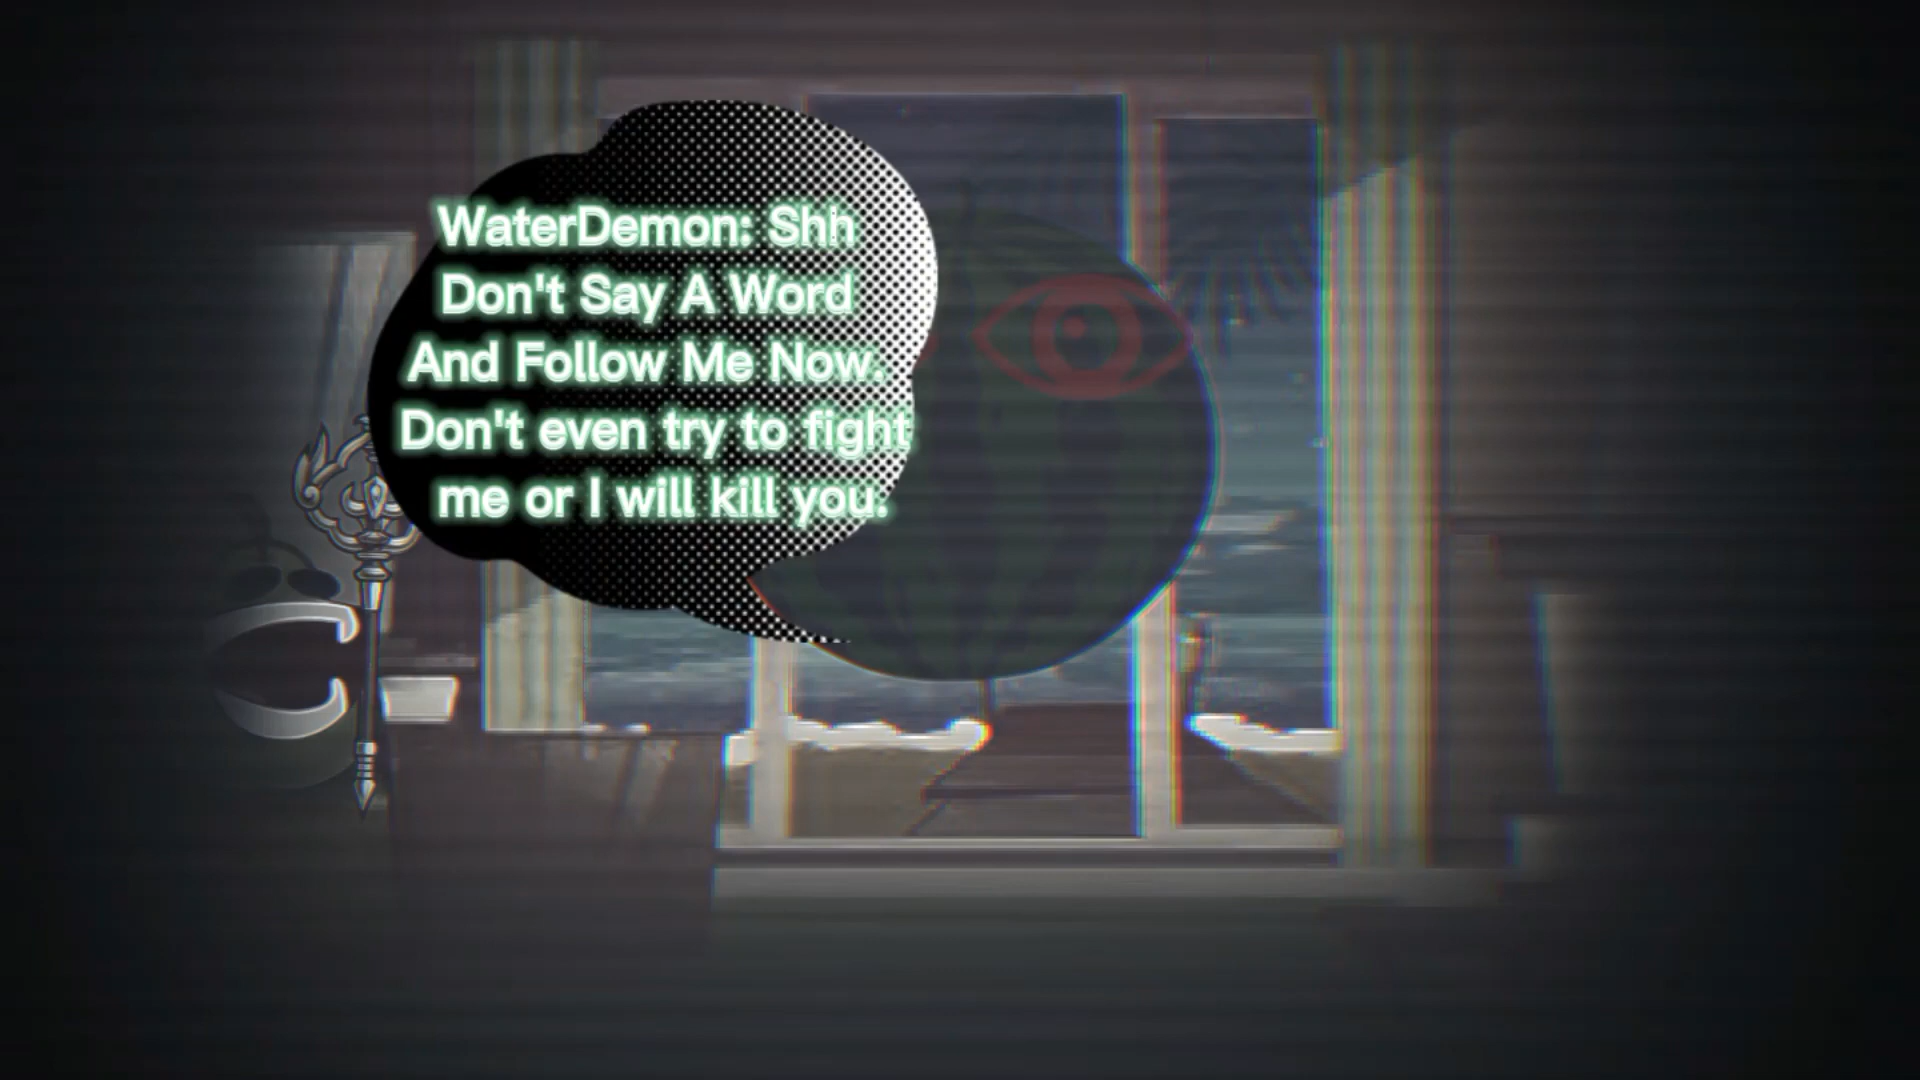 WaterDemon: Shh
Don't Say A Word
And Follow Me Now.
Don't even try to fight
me or I will kill you.